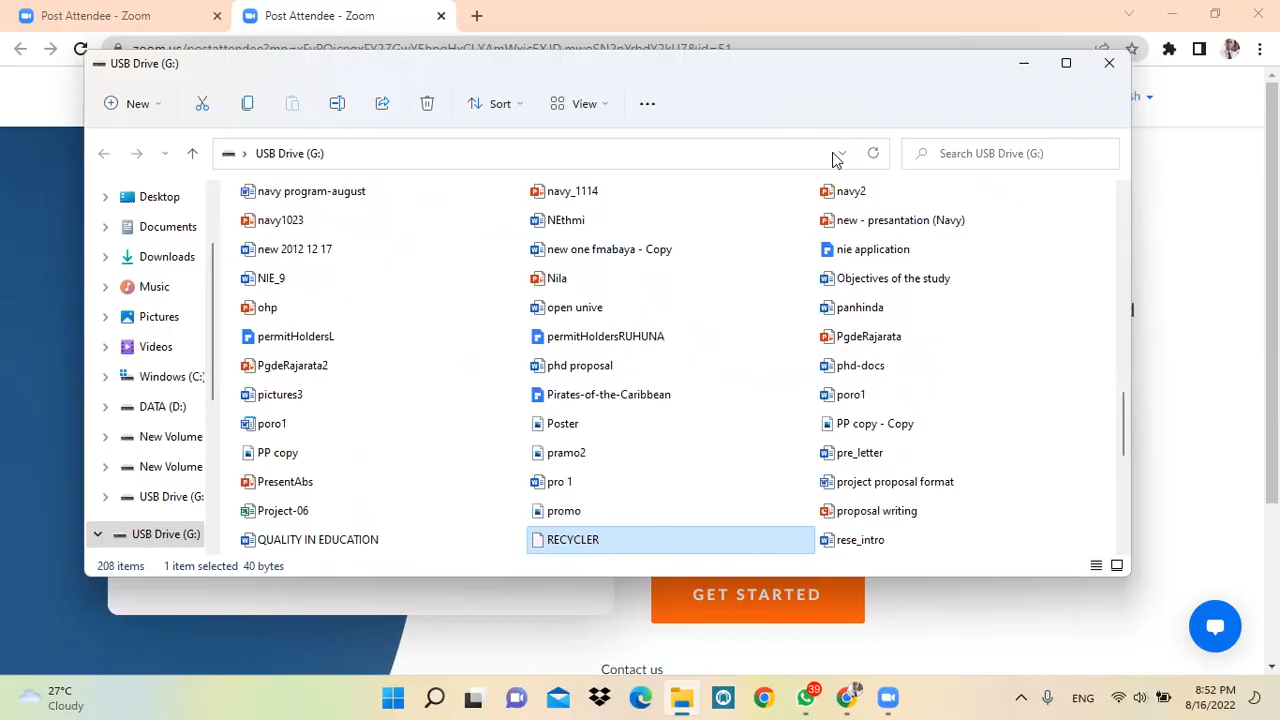 Post Attendee - Zoom
Post Attendee - Zoom
USB Drive (G:)
New
Sort
View
USB Drive (G:)
Search USB Drive (G:)
sh
Desktop
Documents
Downloads
Music
Pictures
Videos
Windows (C:
DATA (D:)
New Volume
New Volume
USB Drive (G:
USB Drive (G:)
navy program-august
navy_1114
navy2
navy1023
NEthmi
new - presantation (Navy)
new 2012 12 17
new one fmabaya - Copy
nie application
NIE_9
Nila
Objectives of the study
ohp
open unive
panhinda
permitHoldersL
permitHoldersRUHUNA
PgdeRajarata
PgdeRajarata2
phd proposal
phd-docs
pictures3
Pirates-of-the-Caribbean
poro1
poro1
Poster
PP copy - Copy
PP copy
pramo2
pre_letter
PresentAbs
pro 1
project proposal format
Project-06
promo
proposal writing
QUALITY IN EDUCATION
RECYCLER
rese_intro
208 items 1 item selected 40 bytes
GET STARTED
Contact us
27°C
Cloudy
39
ENG
8:52 PM
8/16/2022